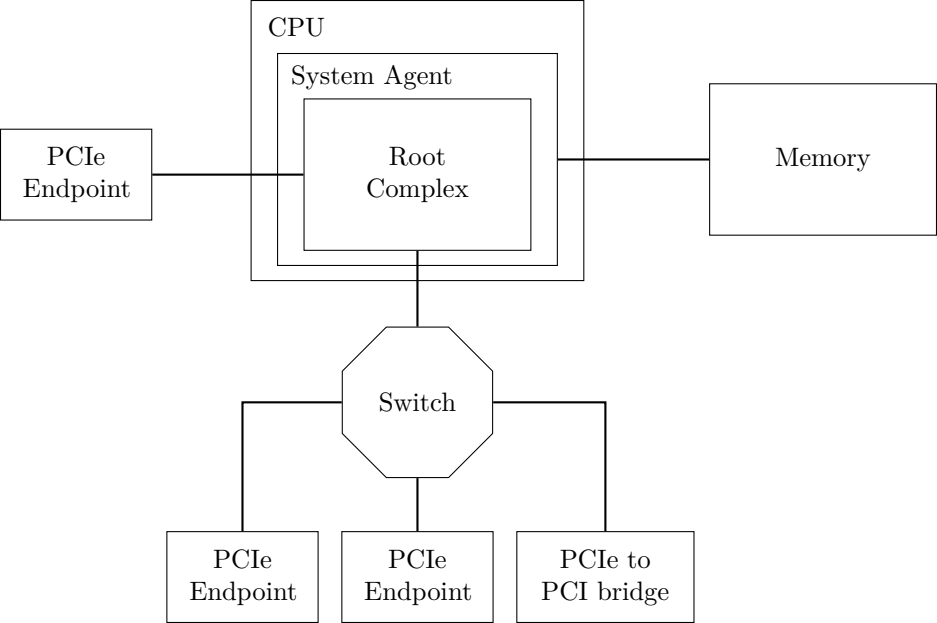 CPU
System Agent
PCIe
Endpoint
Root
Complex
Memory
Switch
PCIe
Endpoint
PCIe
Endpoint
PCIe to
PCI bridge